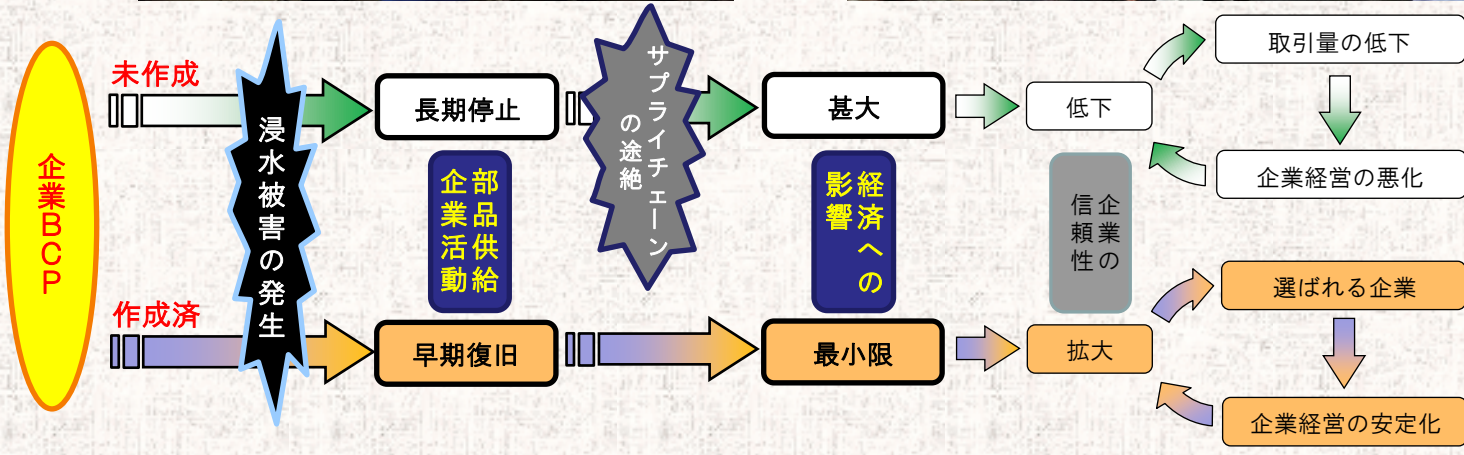 企業BCP
未作成
作成済
浸水被害の発生
長期停止
部品供給
企業活動
早期復旧
サプライチェーン
の途絶
甚大
経済への
影響
最小限
低下
企業の
信頼性
拡大
取引量の低下
企業経営の悪化
選ばれる企業
企業経営の安定化